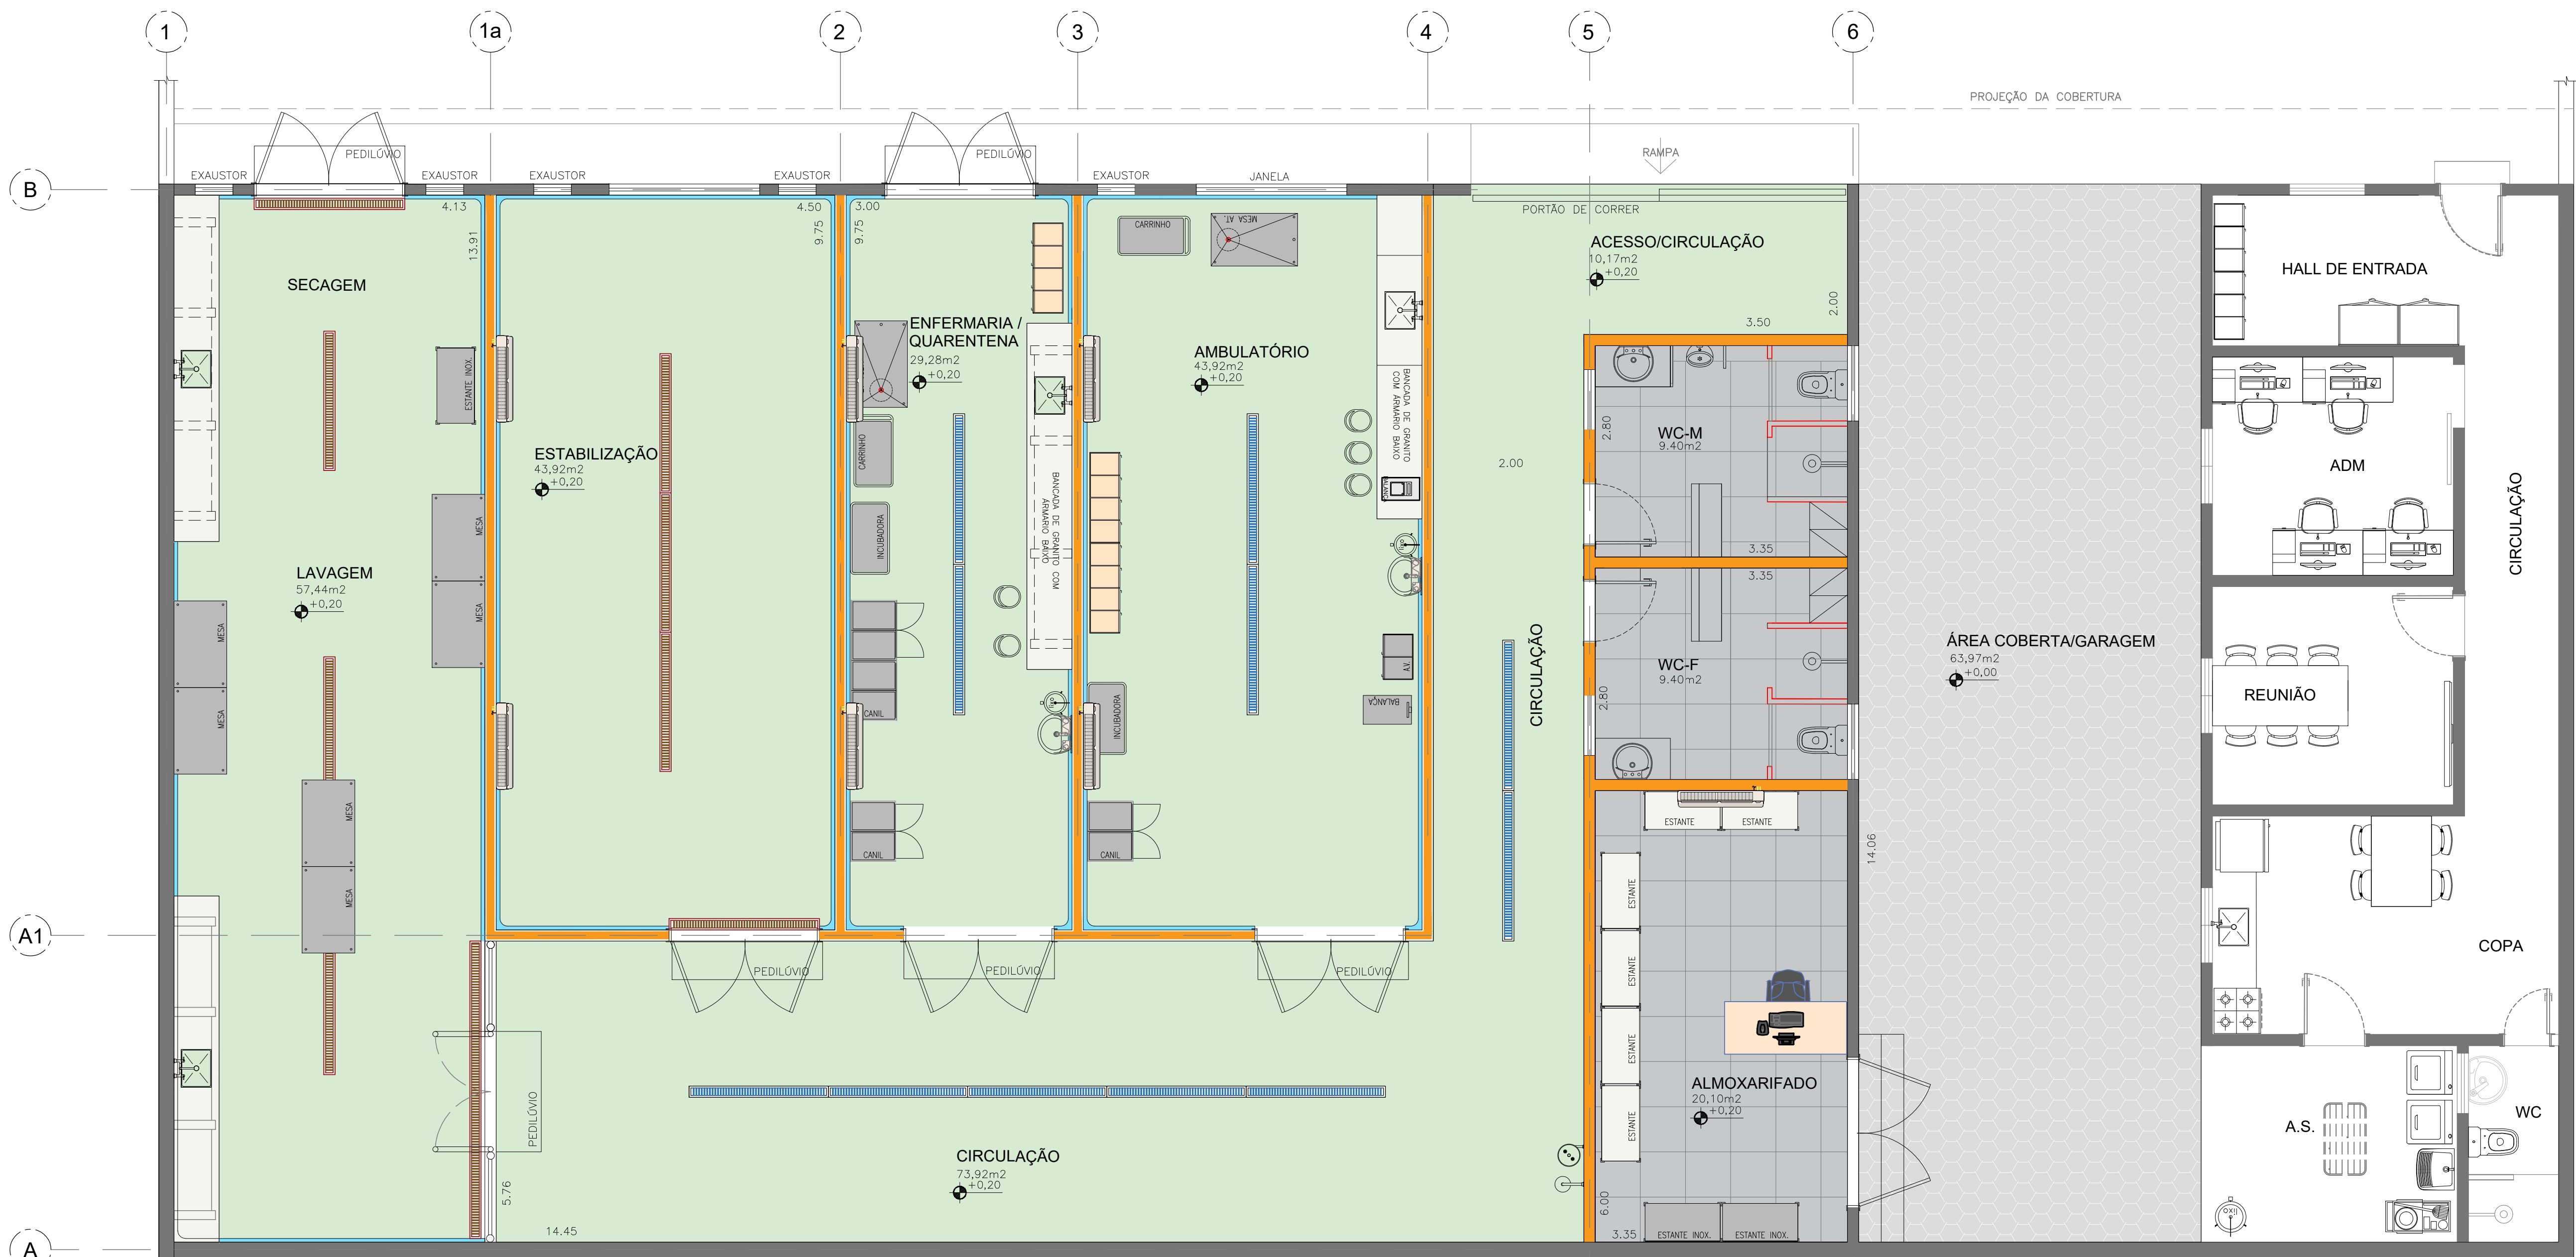 1
1a
2
3
4
5
6
PROJEÇÃO DA COBERTURA
PEDILÚVIO
PEDILÚVIO
RAMPA
B
EXAUSTOR
EXAUSTOR
EXAUSTOR
EXAUSTOR
EXAUSTOR
JANELA
4.13
13.91
4.50
9.75
3.00
9.75
PORTÃO DE CORRER
CARRINHO
MESA AT.
ACESSO/CIRCULAÇÃO
10,17m2
+0,20
2.00
3.50
HALL DE ENTRADA
SECAGEM
ESTANTE INOX.
ENFERMARIA /
QUARENTENA
29,28m2
+0,20
AMBULATÓRIO
43,92m2
+0,20
BANCADA DE GRANITO
COM ÁRMARIO BAIXO
BALANÇA
ESTABILIZAÇÃO
43,92m2
+0,20
CARRINHO
INCUBADORA
BANCADA DE GRANITO COM
ÁRMARIO BAIXO
2.00
2.80
WC-M
9.40m2
3.35
ADM
CIRCULAÇÃO
MESA
MESA
LAVAGEM
57,44m2
+0,20
MESA
MESA
LIXO
LIXO
3.35
WC-F
9.40m2
2.80
CIRCULAÇÃO
A.V.
BALANÇA
INCUBADORA
CANIL
CANIL
CANIL
ÁREA COBERTA/GARAGEM
63,97m2
+0,00
REUNIÃO
MESA
MESA
ESTANTE
ESTANTE
ESTANTE
ESTANTE
ESTANTE
ESTANTE
14.06
A1
PEDILÚVIO
PEDILÚVIO
PEDILÚVIO
COPA
PEDILÚVIO
ALMOXARIFADO
20,10m2
+0,20
A.S.
WC
CIRCULAÇÃO
73,92m2
+0,20
5.76
14.45
6.00
3.35
ESTANTE INOX.
ESTANTE INOX.
LIXO
A